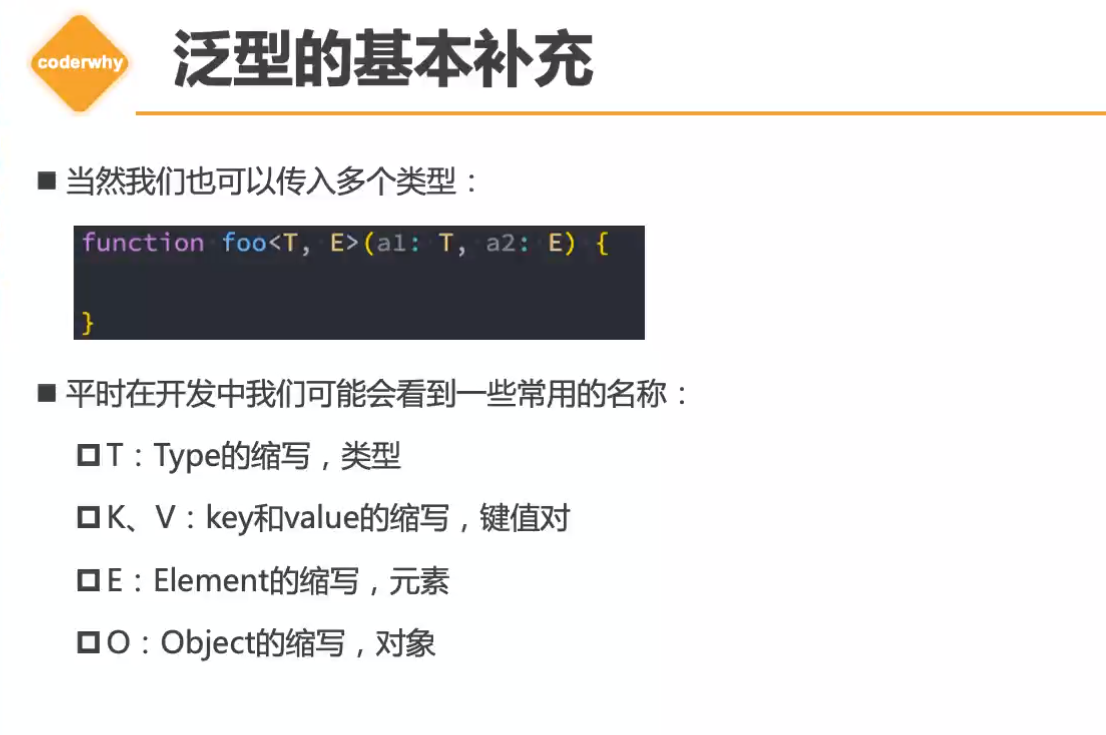 coderwhy
泛型的基本补充
当然我们也可以传入多个类型：
function foo<T, E>(a1: T, a2: E) {
}
平时在开发中我们可能会看到一些常用的名称：
T：Type的缩写，类型
K、V：key和value的缩写，键值对
E：Element的缩写，元素
O：Object的缩写，对象